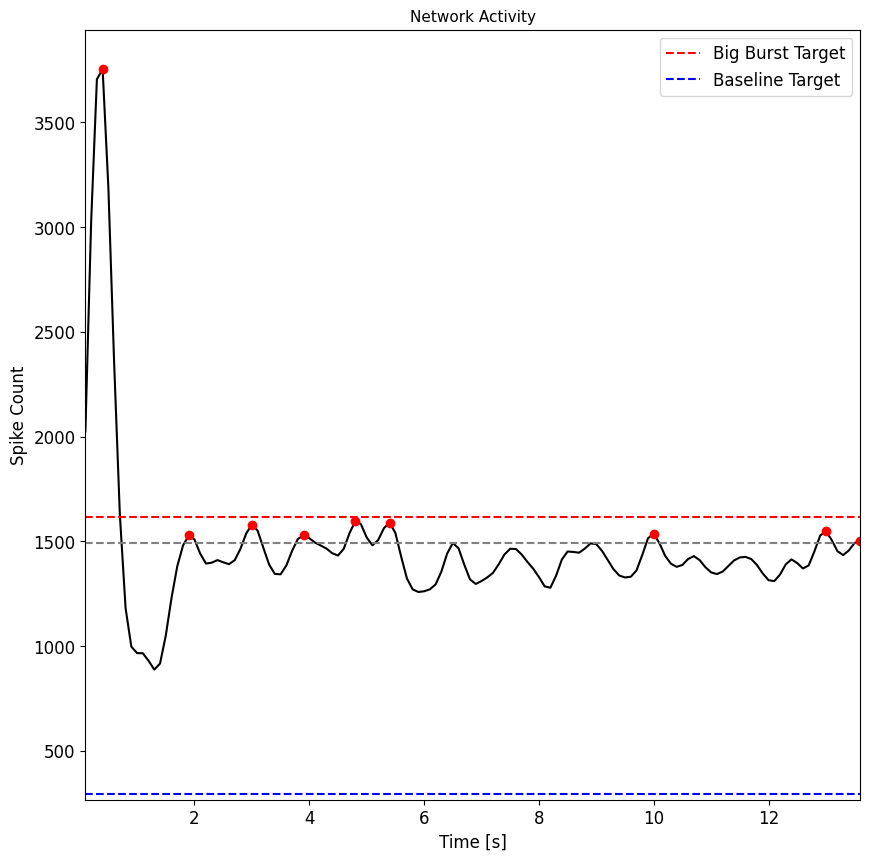 Network Activity
Big Burst Target
Baseline Target
Spike Count
3500
3000
2500
2000
1500
1000
500
2
4
6
8
10
12
Time [s]